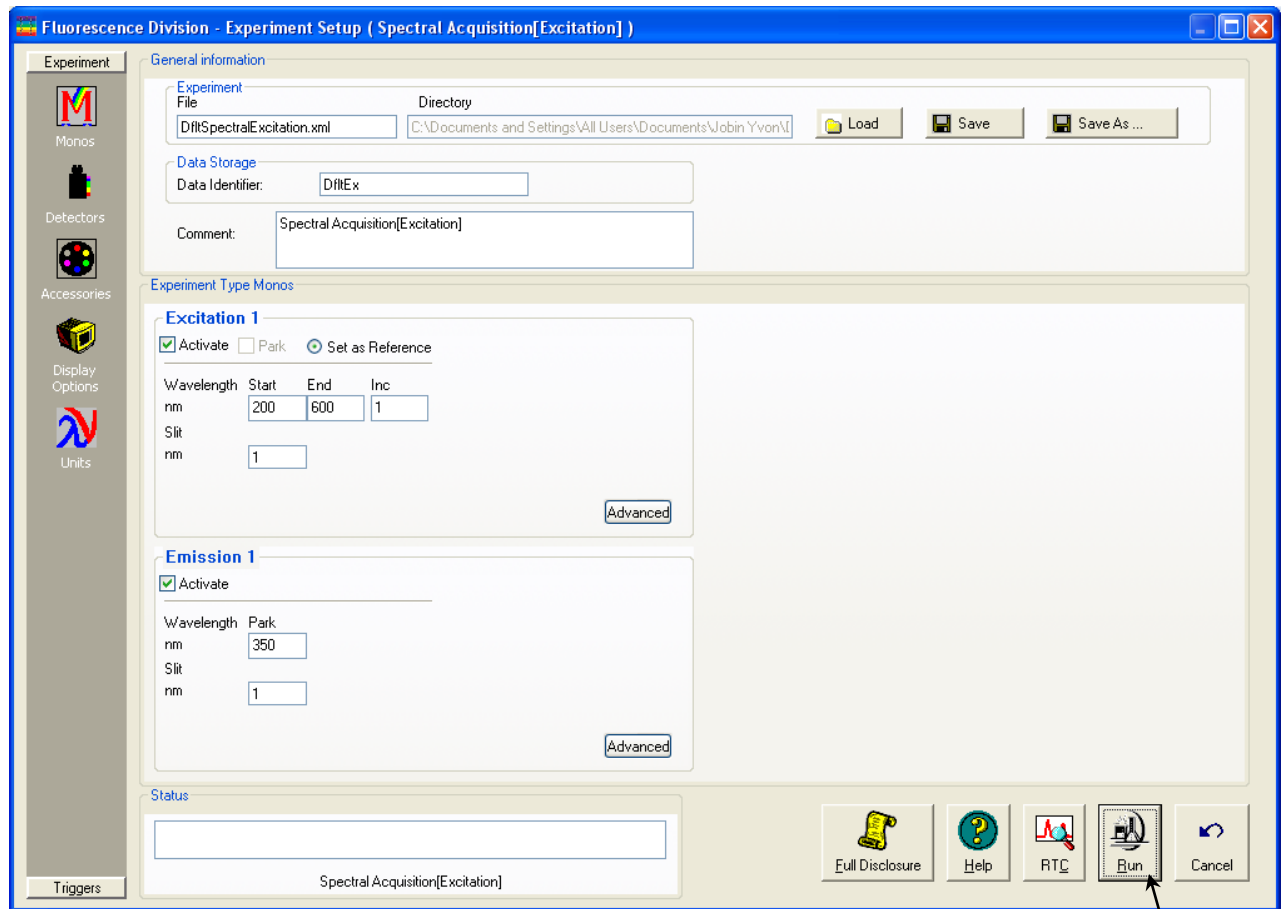 Fluorescence Division - Experiment Setup ( Spectral Acquisition[Excitation] )
Experiment
Monos
Detectors
Accessories
Display
Options
Units
Triggers
General information
Experiment
File Directory
DfltSpectralExcitation.xml C:\Documents and Settings\All Users\Documents\Jobin Yvon\ Load Save Save As ...
Data Storage
Data Identifier: DfltEx
Comment: Spectral Acquisition[Excitation]
Experiment Type Monos
Excitation 1
Activate Park Set as Reference
Wavelength Start End Inc
nm 200 600 1
Slit
nm 1
Advanced
Emission 1
Activate
Wavelength Park
nm 350
Slit
nm 1
Advanced
Status
Spectral Acquisition[Excitation]
Full Disclosure Help RTC Run Cancel